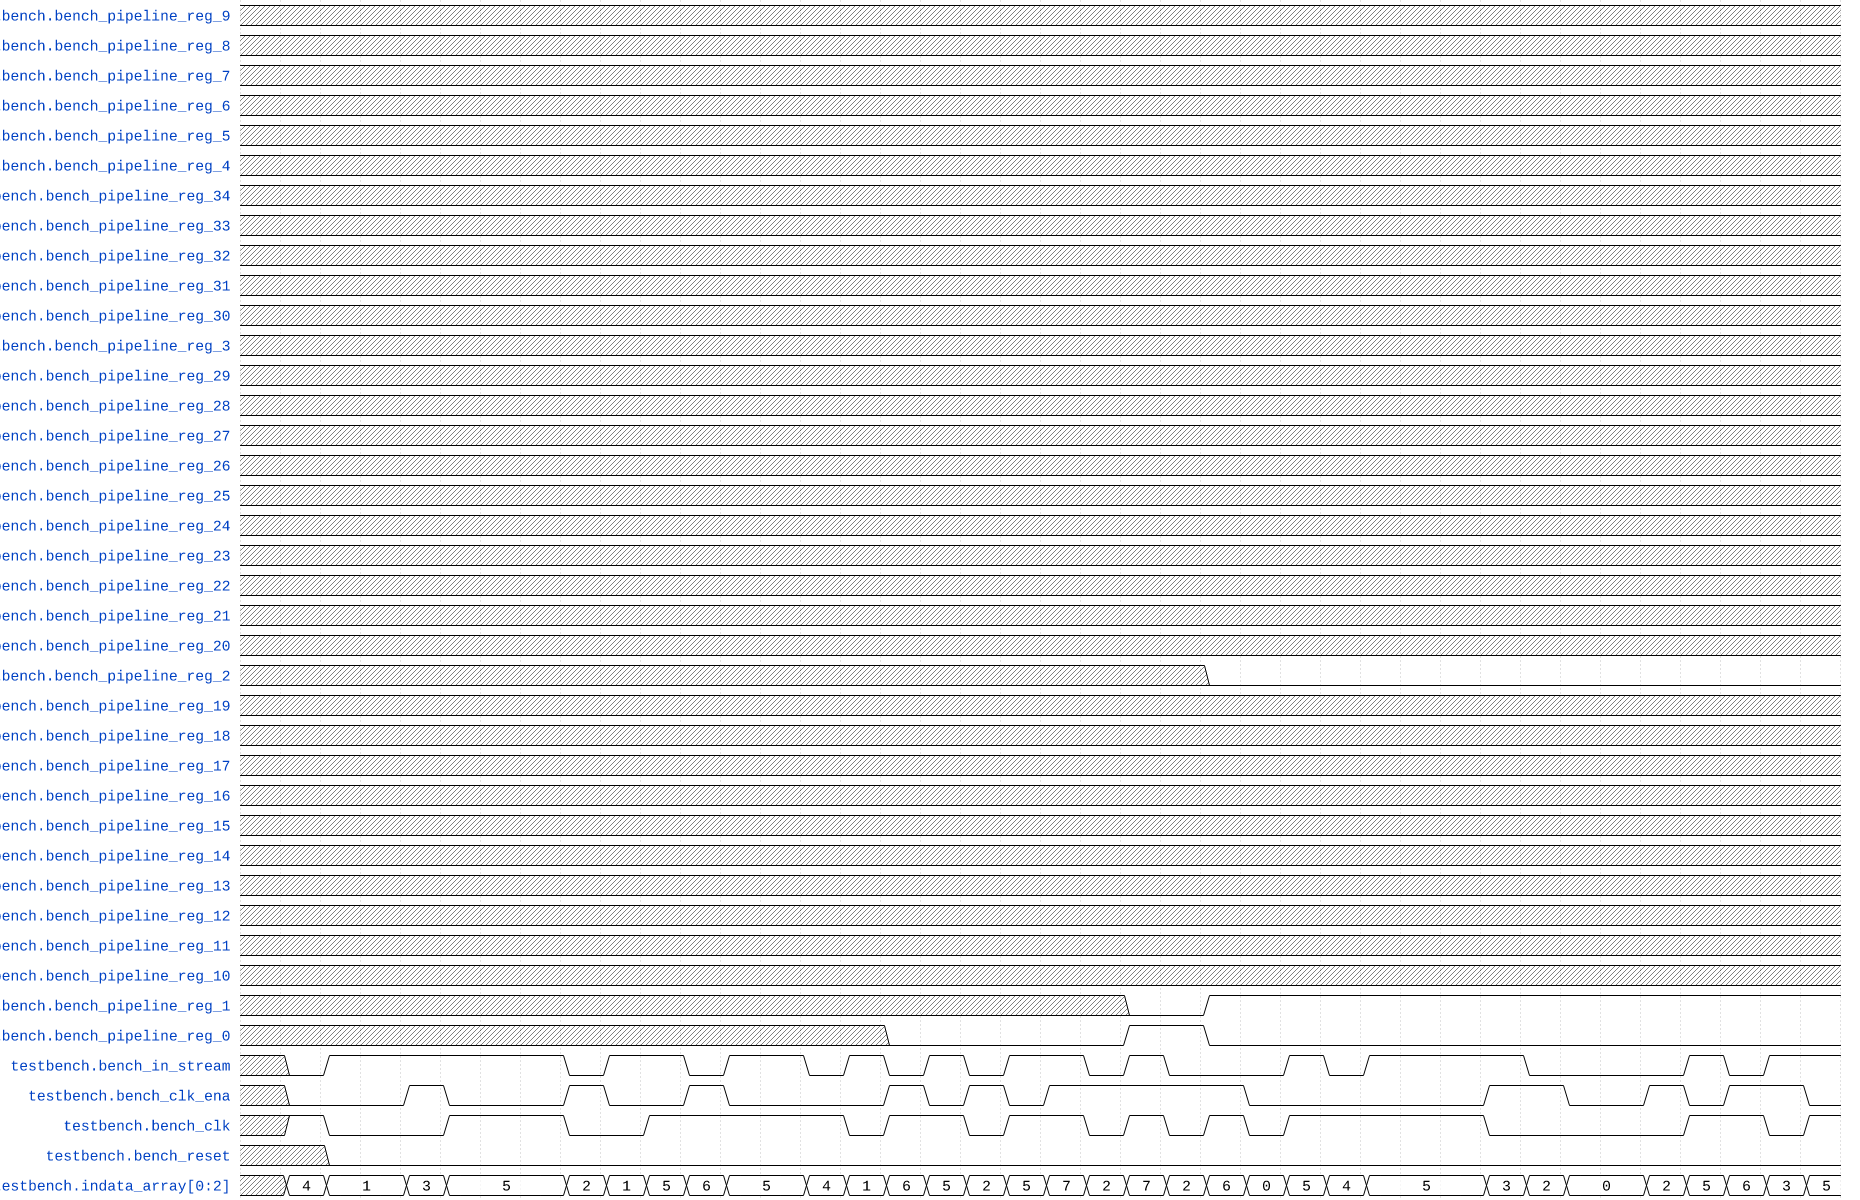 bench.bench_pipeline_reg_9
bench.bench_pipeline_reg_8
bench.bench_pipeline_reg_7
bench.bench_pipeline_reg_6
bench.bench_pipeline_reg_5
bench.bench_pipeline_reg_4
ench.bench_pipeline_reg_34
ench.bench_pipeline_reg_33
ench.bench_pipeline_reg_32
ench.bench_pipeline_reg_31
ench.bench_pipeline_reg_30
bench.bench_pipeline_reg_3
ench.bench_pipeline_reg_29
ench.bench_pipeline_reg_28
ench.bench_pipeline_reg_27
ench.bench_pipeline_reg_26
ench.bench_pipeline_reg_25
ench.bench_pipeline_reg_24
ench.bench_pipeline_reg_23
ench.bench_pipeline_reg_22
ench.bench_pipeline_reg_21
ench.bench_pipeline_reg_20
bench.bench_pipeline_reg_2
ench.bench_pipeline_reg_19
ench.bench_pipeline_reg_18
ench.bench_pipeline_reg_17
ench.bench_pipeline_reg_16
ench.bench_pipeline_reg_15
ench.bench_pipeline_reg_14
ench.bench_pipeline_reg_13
ench.bench_pipeline_reg_12
ench.bench_pipeline_reg_11
ench.bench_pipeline_reg_10
bench.bench_pipeline_reg_1
bench.bench_pipeline_reg_0
testbench.bench_in_stream
testbench.bench_clk_ena
testbench.bench_clk
testbench.bench_reset
estbench.indata_array[0:2] 4 1 3 5 2 1 5 6 5 4 1 6 5 2 5 7 2 7 2 6 0 5 4 5 3 2 0 2 5 6 3 5